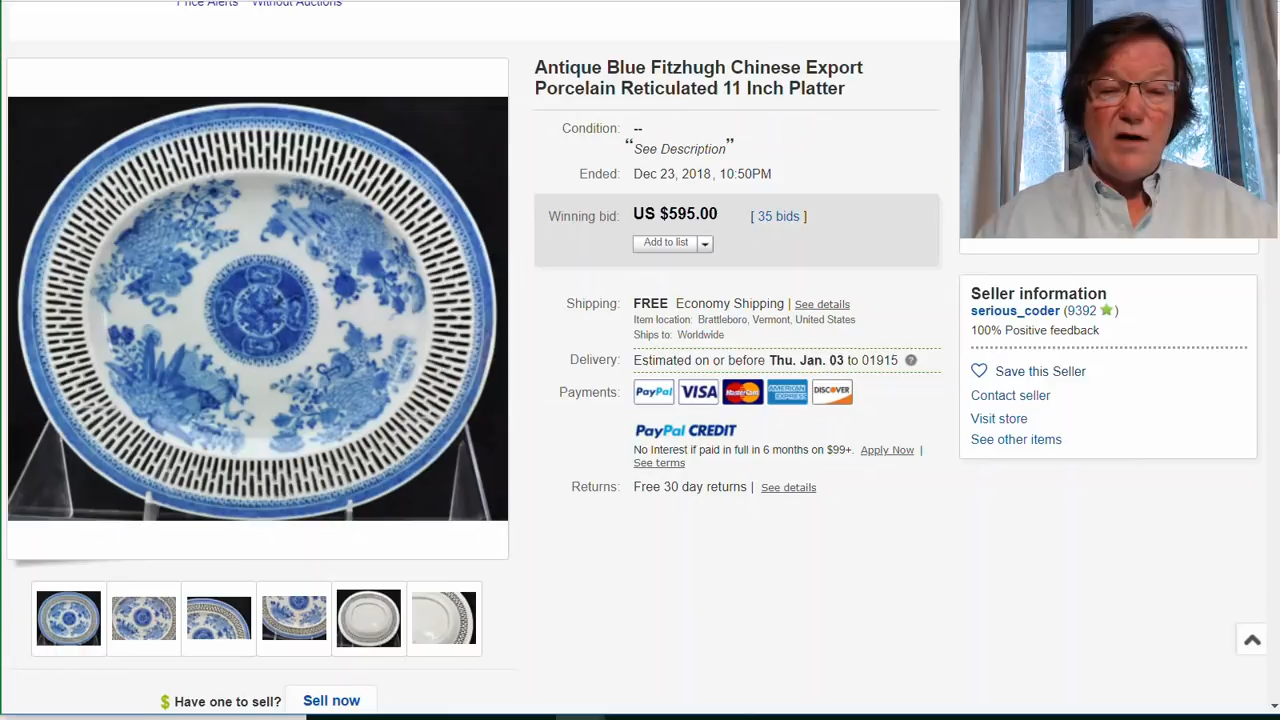 Price Alerts Without Auctions
Antique Blue Fitzhugh Chinese Export
Porcelain Reticulated 11 Inch Platter
Condition: --
“See Description”
Ended: Dec 23, 2018 , 10:50PM
Winning bid: US $595.00 [ 35 bids ]
Add to list
Shipping: FREE Economy Shipping | See details
Item location: Brattleboro, Vermont, United States
Ships to: Worldwide
Delivery: Estimated on or before Thu. Jan. 03 to 01915 ?
Payments: PayPal VISA MasterCard AMERICAN EXPRESS DISCOVER
PayPal CREDIT
No Interest if paid in full in 6 months on $99+. Apply Now |
See terms
Returns: Free 30 day returns | See details
Seller information
serious_coder (9392 )
100% Positive feedback
Save this Seller
Contact seller
Visit store
See other items
$ Have one to sell? Sell now